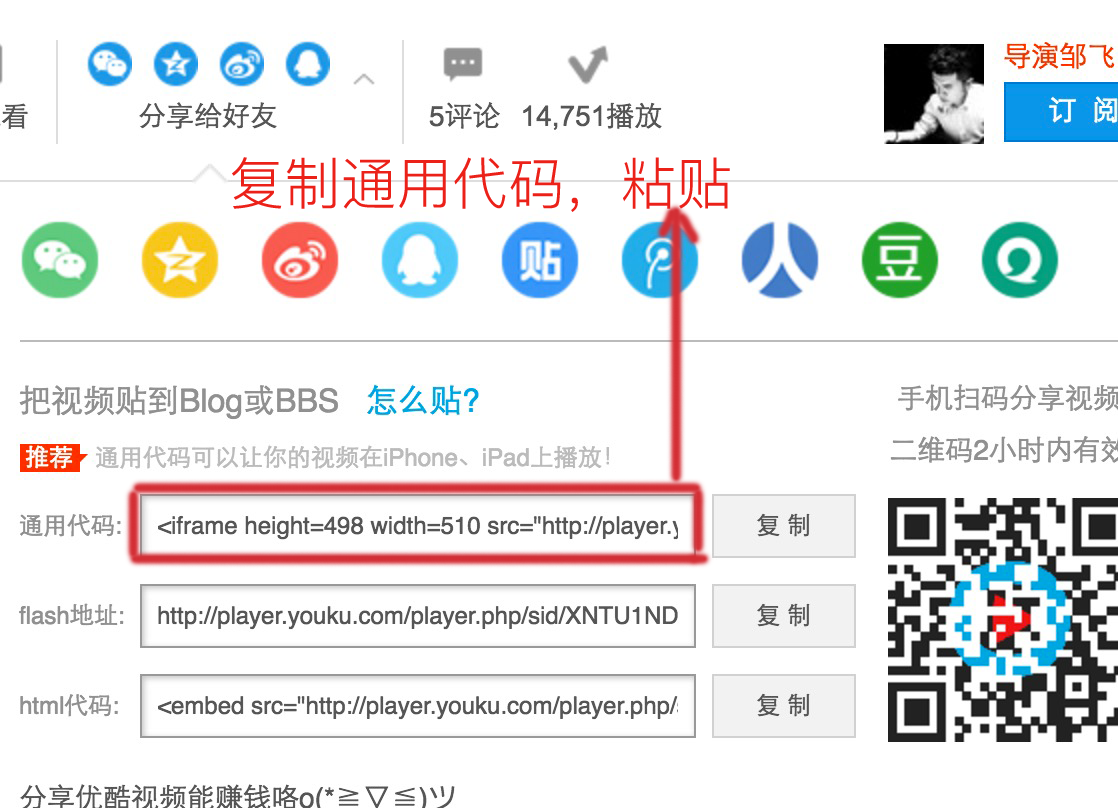 看
分享给好友
5评论 14,751播放
导演邹飞
订 阅
复制通用代码，粘贴
贴
人
豆
把视频贴到Blog或BBS 怎么贴?
手机扫码分享视频
推荐 通用代码可以让你的视频在iPhone、iPad上播放！
二维码2小时内有效
通用代码: <iframe height=498 width=510 src="http://player.y 复 制
flash地址: http://player.youku.com/player.php/sid/XNTU1ND 复 制
html代码: <embed src="http://player.youku.com/player.php/s 复 制
分享优酷视频能赚钱咯o(*≧▽≦)ツ